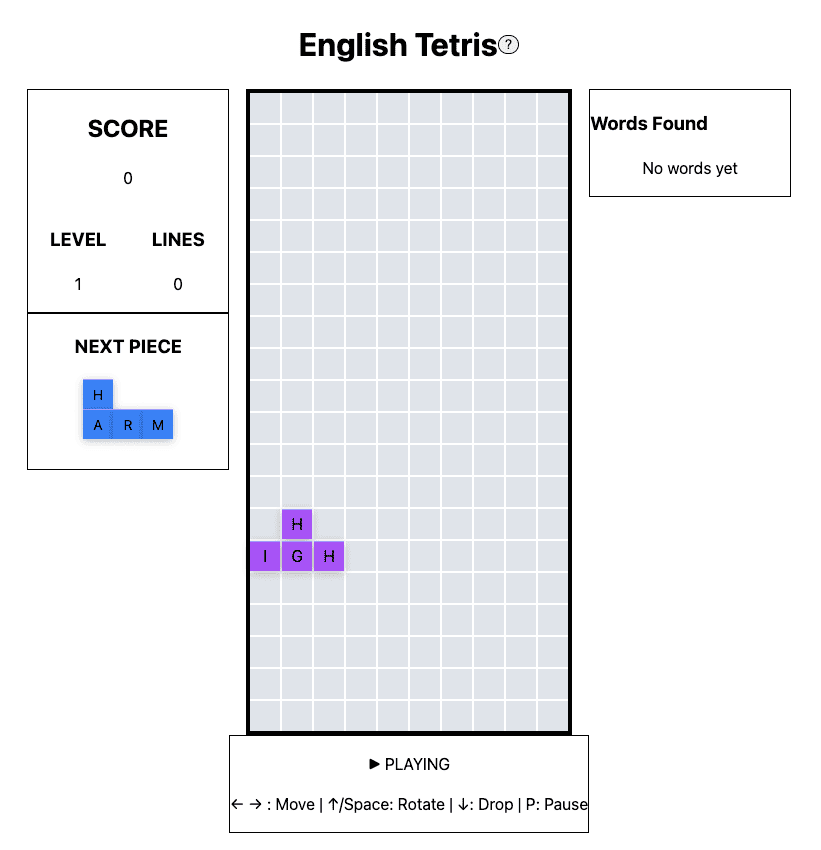 English Tetris?
SCORE
0
LEVEL LINES
1 0
NEXT PIECE
H
A R M
H
I G H
Words Found
No words yet
▶ PLAYING
← → : Move | ↑/Space: Rotate | ↓: Drop | P: Pause